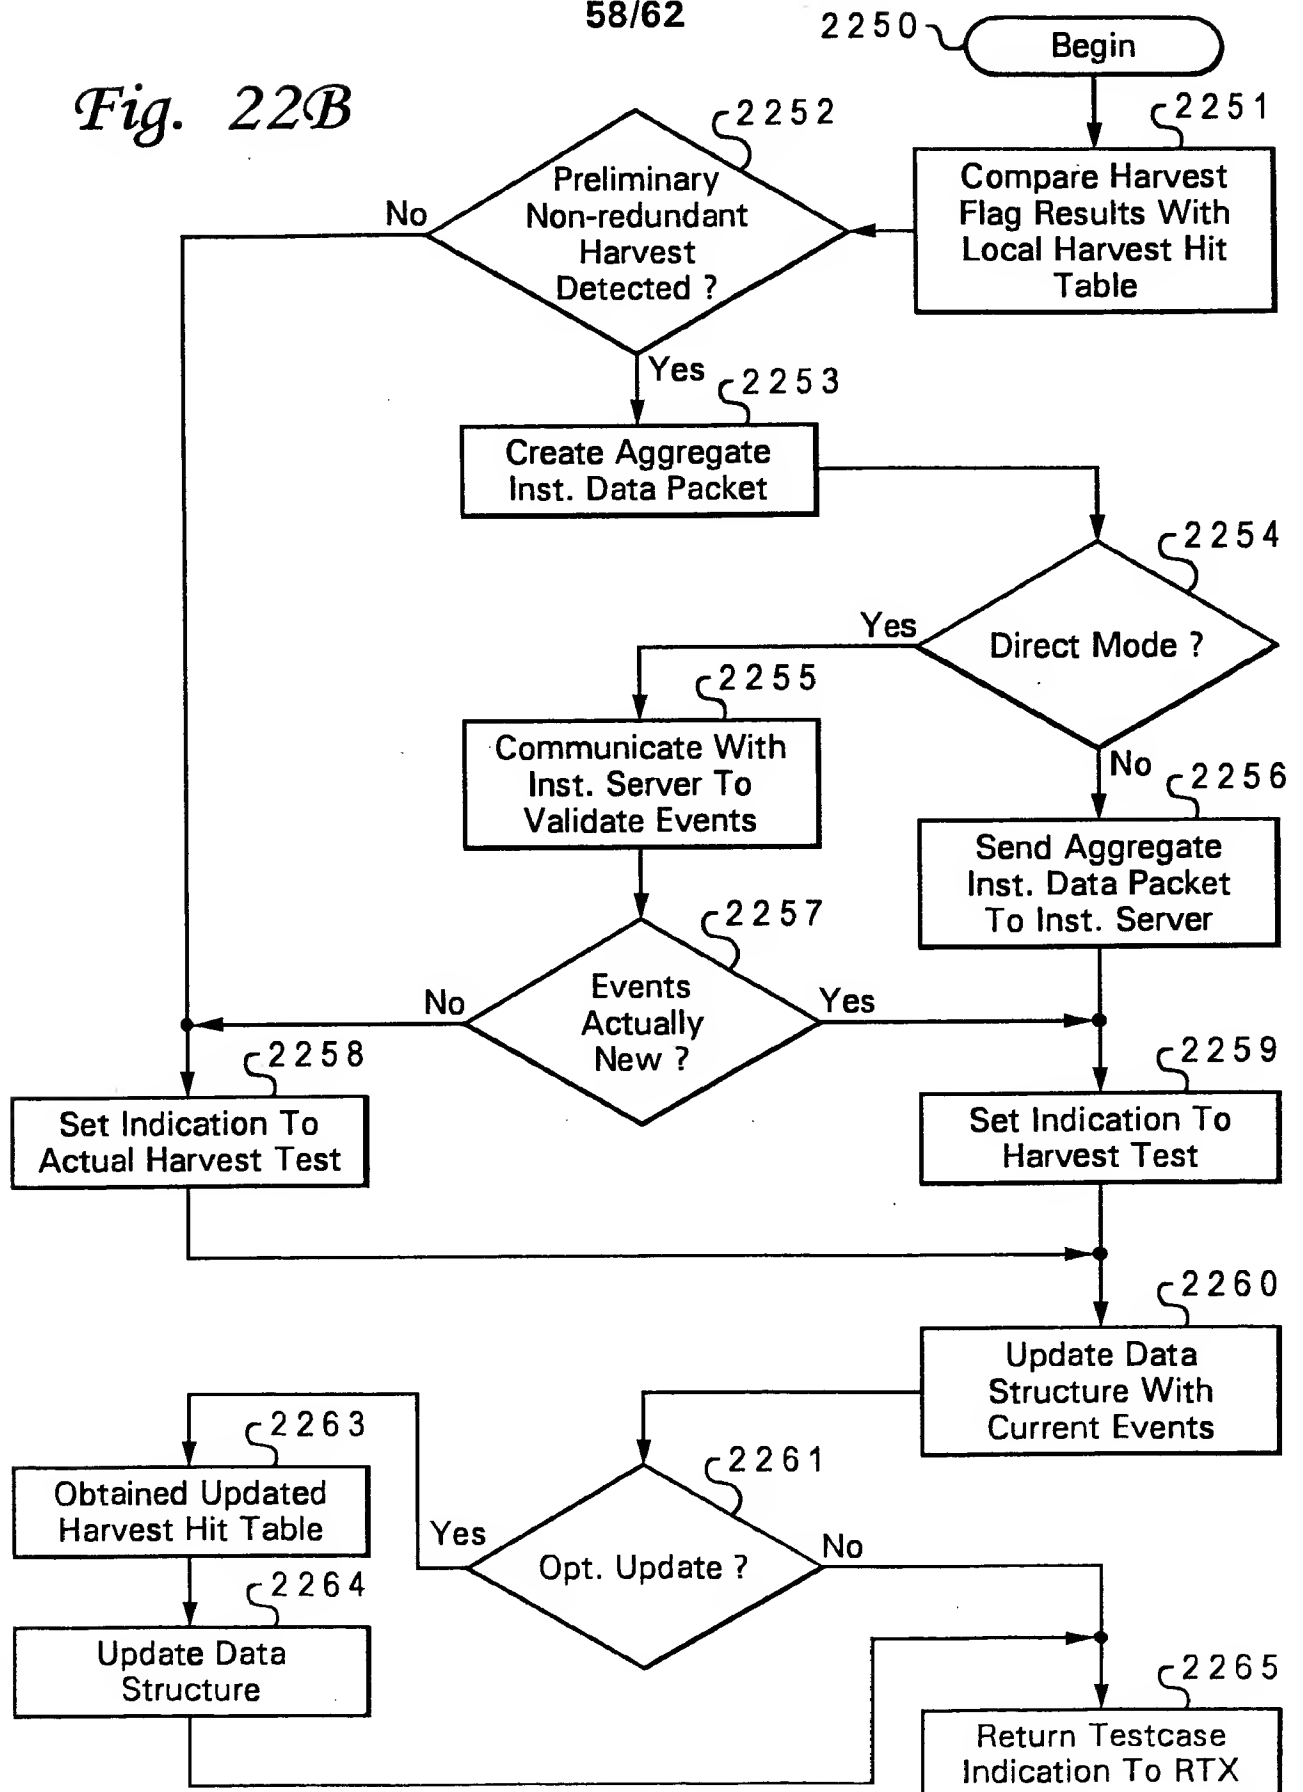 58/62
Fig. 22B
2250
Begin
2251
Compare Harvest
Flag Results With
Local Harvest Hit
Table
2252
Preliminary
Non-redundant
Harvest
Detected ?
No
Yes
2253
Create Aggregate
Inst. Data Packet
2254
Direct Mode ?
Yes
No
2255
Communicate With
Inst. Server To
Validate Events
2256
Send Aggregate
Inst. Data Packet
To Inst. Server
2257
Events
Actually
New ?
No
Yes
2258
Set Indication To
Actual Harvest Test
2259
Set Indication To
Harvest Test
2260
Update Data
Structure With
Current Events
2261
Opt. Update ?
Yes
No
2263
Obtained Updated
Harvest Hit Table
2264
Update Data
Structure
2265
Return Testcase
Indication To RTX